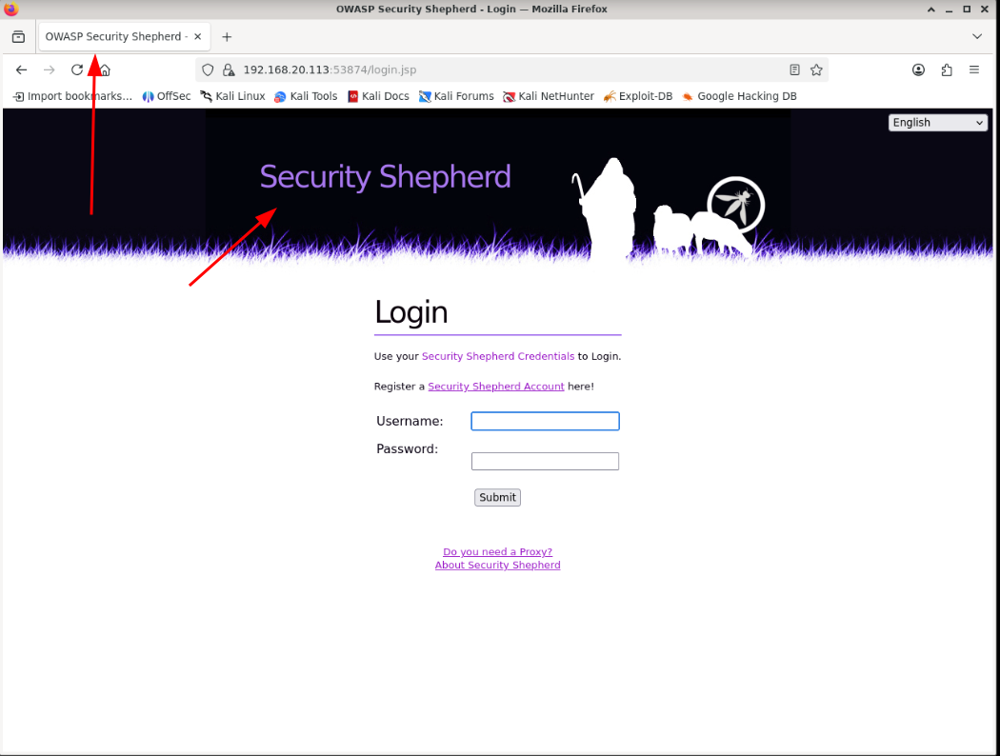 OWASP Security Shepherd - Login — Mozilla Firefox
OWASP Security Shepherd -
192.168.20.113:53874/login.jsp
Import bookmarks... OffSec Kali Linux Kali Tools Kali Docs Kali Forums Kali NetHunter Exploit-DB Google Hacking DB
English
Security Shepherd
Login
Use your Security Shepherd Credentials to Login.
Register a Security Shepherd Account here!
Username:
Password:
Submit
Do you need a Proxy?
About Security Shepherd